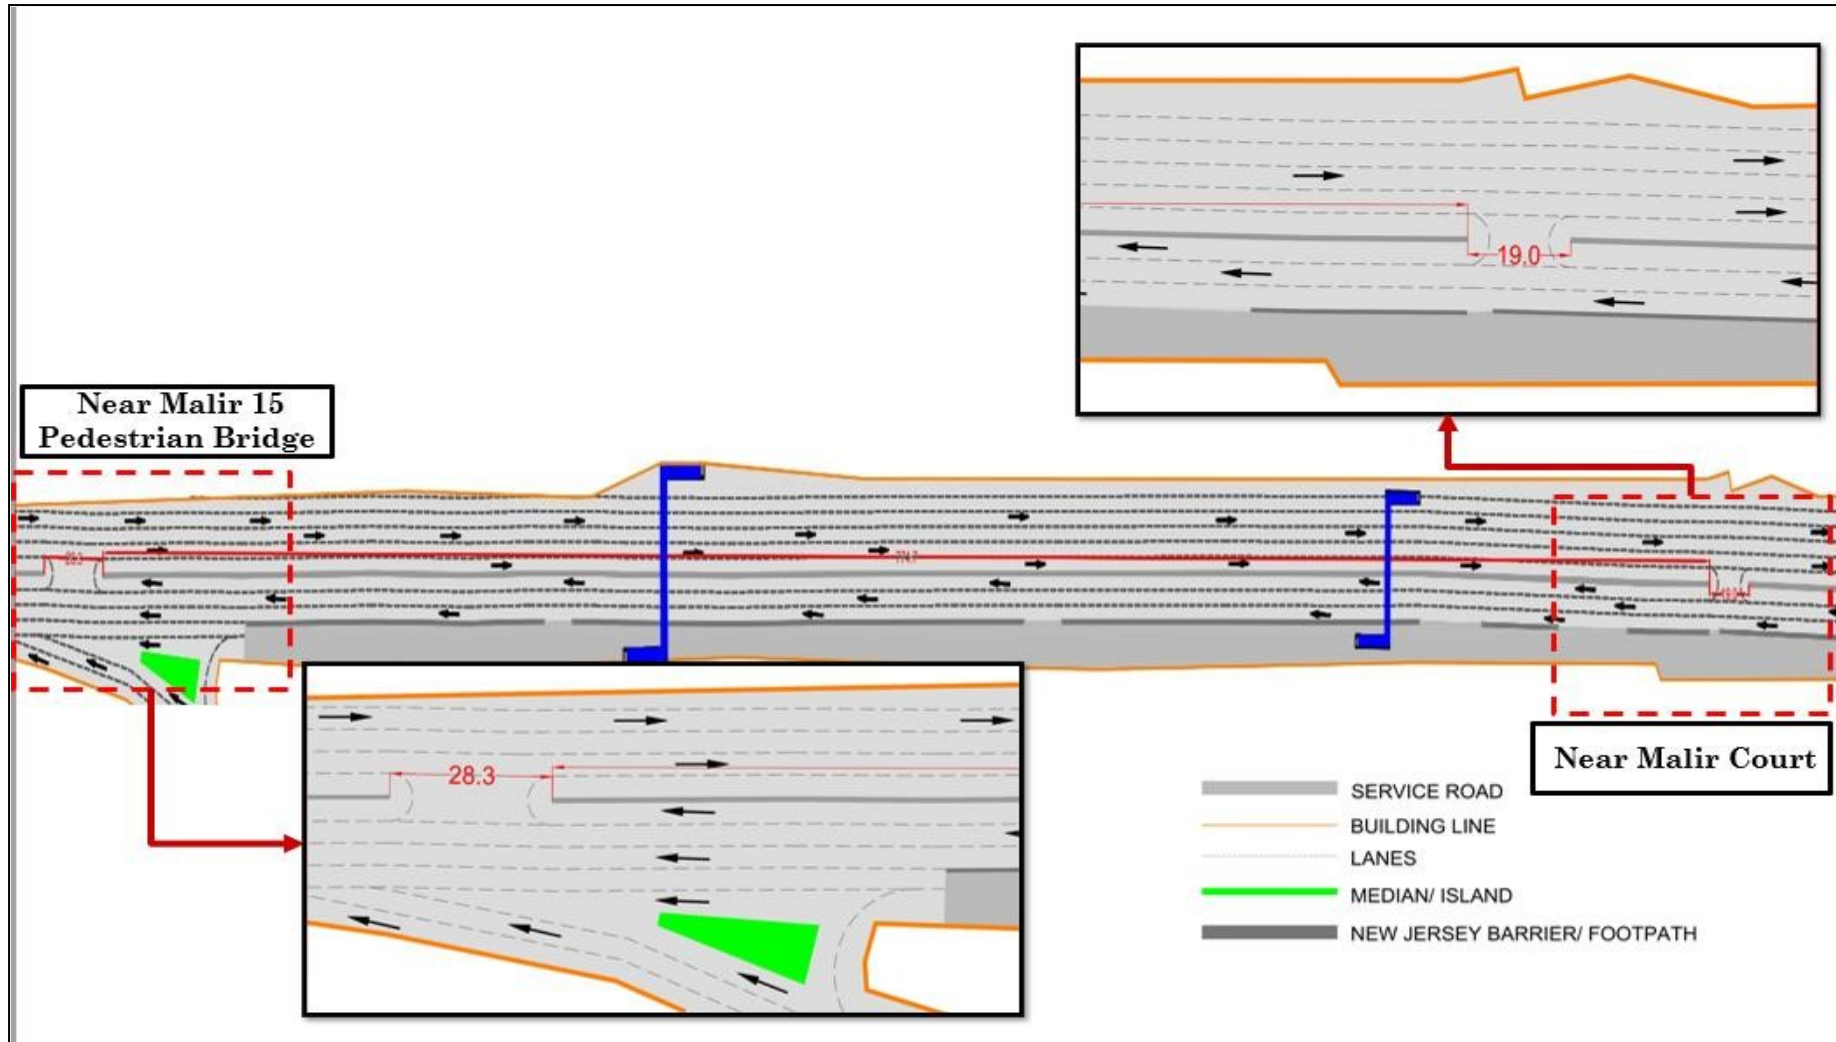 19.0
Near Malir 15
Pedestrian Bridge
28.3
Near Malir Court
SERVICE ROAD
BUILDING LINE
LANES
MEDIAN/ ISLAND
NEW JERSEY BARRIER/ FOOTPATH